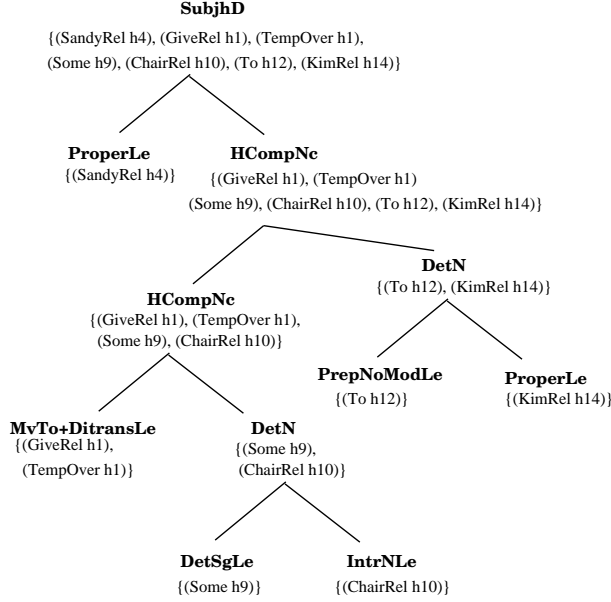 SubjhD
{(SandyRel h4), (GiveRel h1), (TempOver h1),
(Some h9), (ChairRel h10), (To h12), (KimRel h14)}
ProperLe
{(SandyRel h4)}
HCompNc
{(GiveRel h1), (TempOver h1)
(Some h9), (ChairRel h10), (To h12), (KimRel h14)}
HCompNc
{(GiveRel h1), (TempOver h1),
(Some h9), (ChairRel h10)}
DetN
{(To h12), (KimRel h14)}
PrepNoModLe
{(To h12)}
ProperLe
{(KimRel h14)}
MvTo+DitransLe
{(GiveRel h1),
(TempOver h1)}
DetN
{(Some h9),
(ChairRel h10)}
DetSgLe
{(Some h9)}
IntrNLe
{(ChairRel h10)}